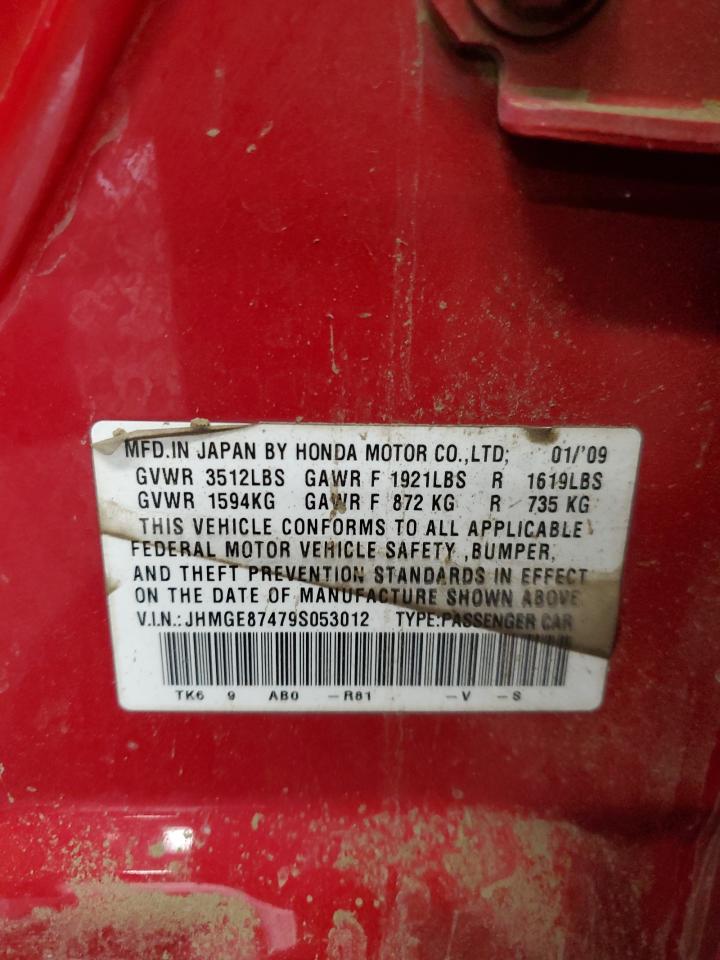 MFD.IN JAPAN BY HONDA MOTOR CO.,LTD; 01/'09
GVWR 3512LBS GAWR F 1921LBS R 1619LBS
GVWR 1594KG GAWR F 872 KG R 735 KG
THIS VEHICLE CONFORMS TO ALL APPLICABLE
FEDERAL MOTOR VEHICLE SAFETY ,BUMPER,
AND THEFT PREVENTION STANDARDS IN EFFECT
ON THE DATE OF MANUFACTURE SHOWN ABOVE
V.I.N.: JHMGE87479S053012 TYPE:PASSENGER CAR
TK6 9 AB0 -R81 -V -S